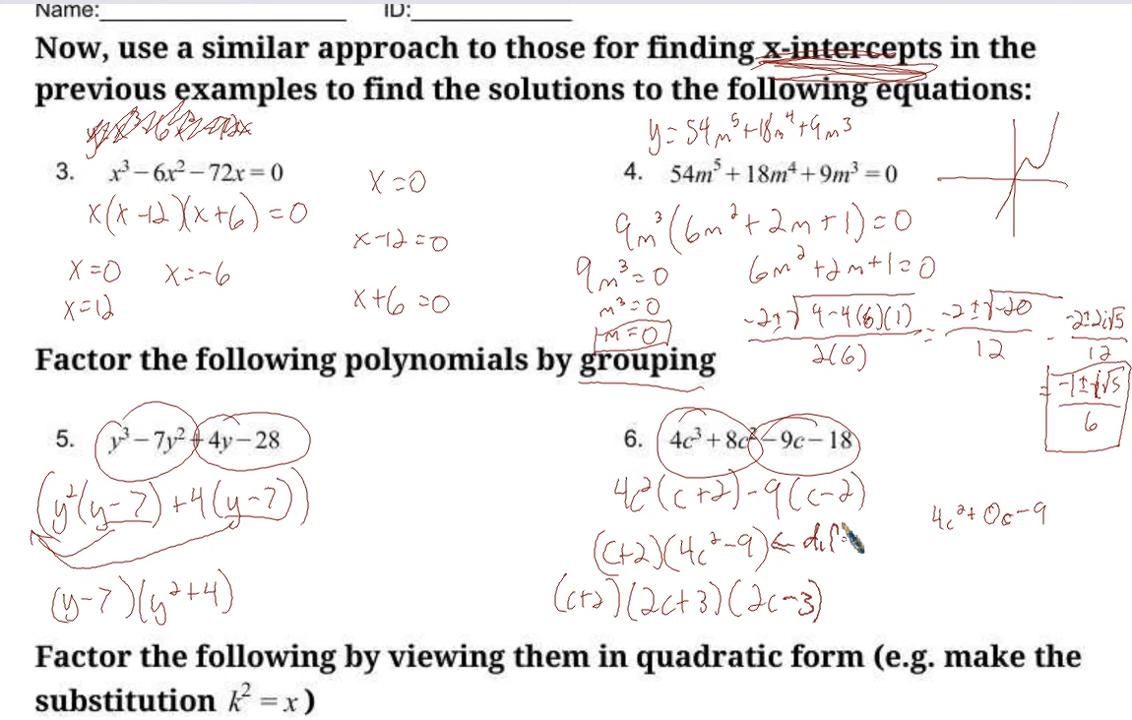 Name: ID:
Now, use a similar approach to those for finding x-intercepts in the
previous examples to find the solutions to the following equations:
y = 54m⁵+18m⁴+9m³
3. x³ – 6x² – 72x = 0
x(x-12)(x+6) = 0
x=0 x=-6
x=12
x=0
x-12=0
x+6=0
4. 54m⁵ + 18m⁴ + 9m³ = 0
9m³(6m²+2m+1)=0
9m³=0
m³=0
m=0
6m²+2m+1=0
(-2±√(4-4(6)(1)))/(2(6)) = (-2±√-20)/12 = (-2±2i√5)/12
= (-1±i√5)/6
Factor the following polynomials by grouping
5. y³ – 7y² + 4y – 28
(y²(y-7)+4(y-7))
(y-7)(y²+4)
6. 4c³ + 8c² – 9c – 18
4c²(c+2)-9(c-2)
(c+2)(4c²-9)←
(c+2)(2c+3)(2c-3)
4c²+0c-9
Factor the following by viewing them in quadratic form (e.g. make the
substitution k² = x)